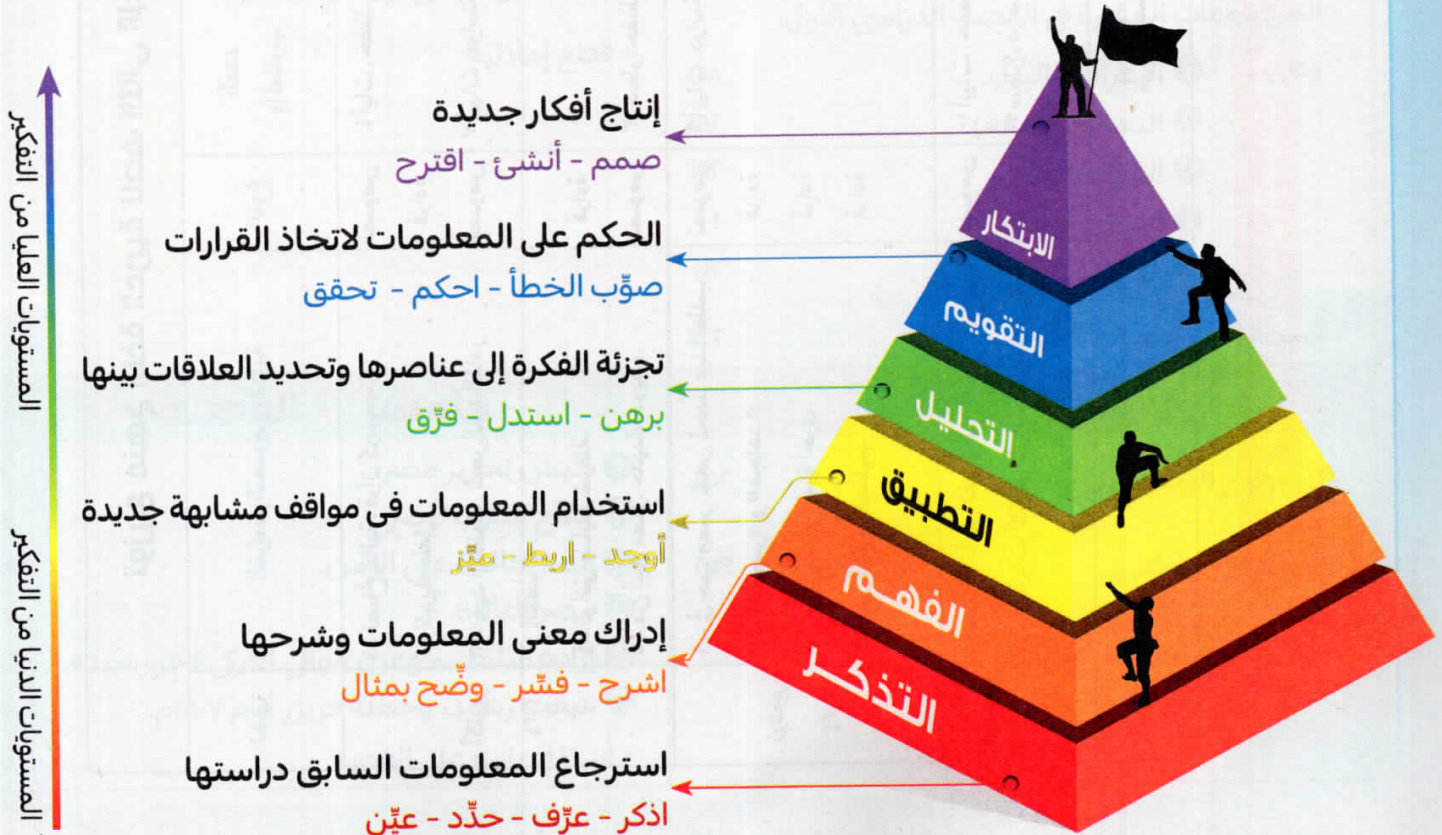 إنتاج أفكار جديدة
صمم - أنشئ - اقترح
الابتكار
الحكم على المعلومات لاتخاذ القرارات
صوِّب الخطأ - احكم - تحقق
التقويم
تجزئة الفكرة إلى عناصرها وتحديد العلاقات بينها
برهن - استدل - فرِّق
التحليل
استخدام المعلومات فى مواقف مشابهة جديدة
أوجد - اربط - ميِّز
التطبيق
إدراك معنى المعلومات وشرحها
اشرح - فسِّر - وضِّح بمثال
الفهم
استرجاع المعلومات السابق دراستها
اذكر - عرِّف - حدِّد - عيِّن
التذكر
المستويات العليا من التفكير
المستويات الدنيا من التفكير